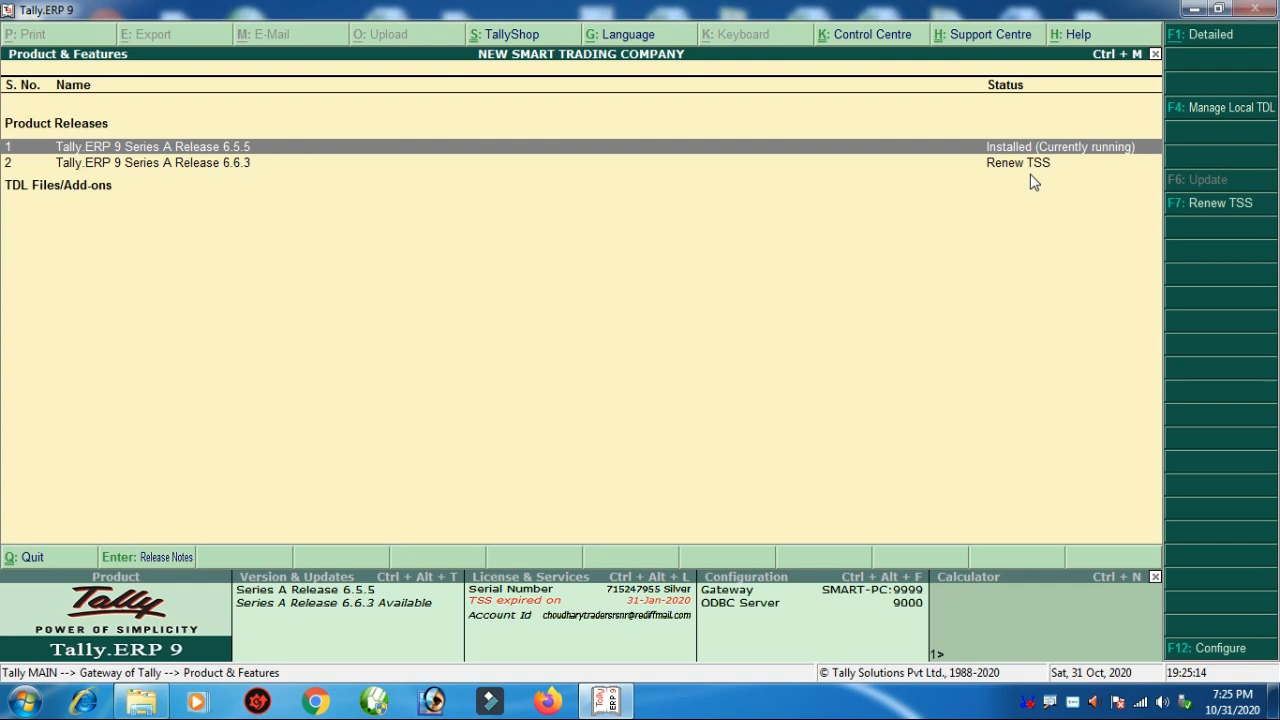 Tally.ERP 9
P: Print
E: Export
M: E-Mail
O: Upload
S: TallyShop
G: Language
K: Keyboard
K: Control Centre
H: Support Centre
H: Help
F1: Detailed
Product & Features
NEW SMART TRADING COMPANY
Ctrl + M
S. No. Name Status
F4: Manage Local TDL
Product Releases
1 Tally.ERP 9 Series A Release 6.5.5 Installed (Currently running)
2 Tally.ERP 9 Series A Release 6.6.3 Renew TSS
TDL Files/Add-ons
F6: Update
F7: Renew TSS
Q: Quit
Enter: Release Notes
Product
Tally
POWER OF SIMPLICITY
Tally.ERP 9
Version & Updates Ctrl + Alt + T
Series A Release 6.5.5
Series A Release 6.6.3 Available
License & Services Ctrl + Alt + L
Serial Number 715247955 Silver
TSS expired on 31-Jan-2020
Account Id choudharytradersrsnr@rediffmail.com
Configuration Ctrl + Alt + F
Gateway SMART-PC:9999
ODBC Server 9000
Calculator Ctrl + N
1>
F12: Configure
Tally MAIN --> Gateway of Tally --> Product & Features
© Tally Solutions Pvt Ltd., 1988-2020
Sat, 31 Oct, 2020
19:25:14
Tally.ERP 9
7:25 PM
10/31/2020